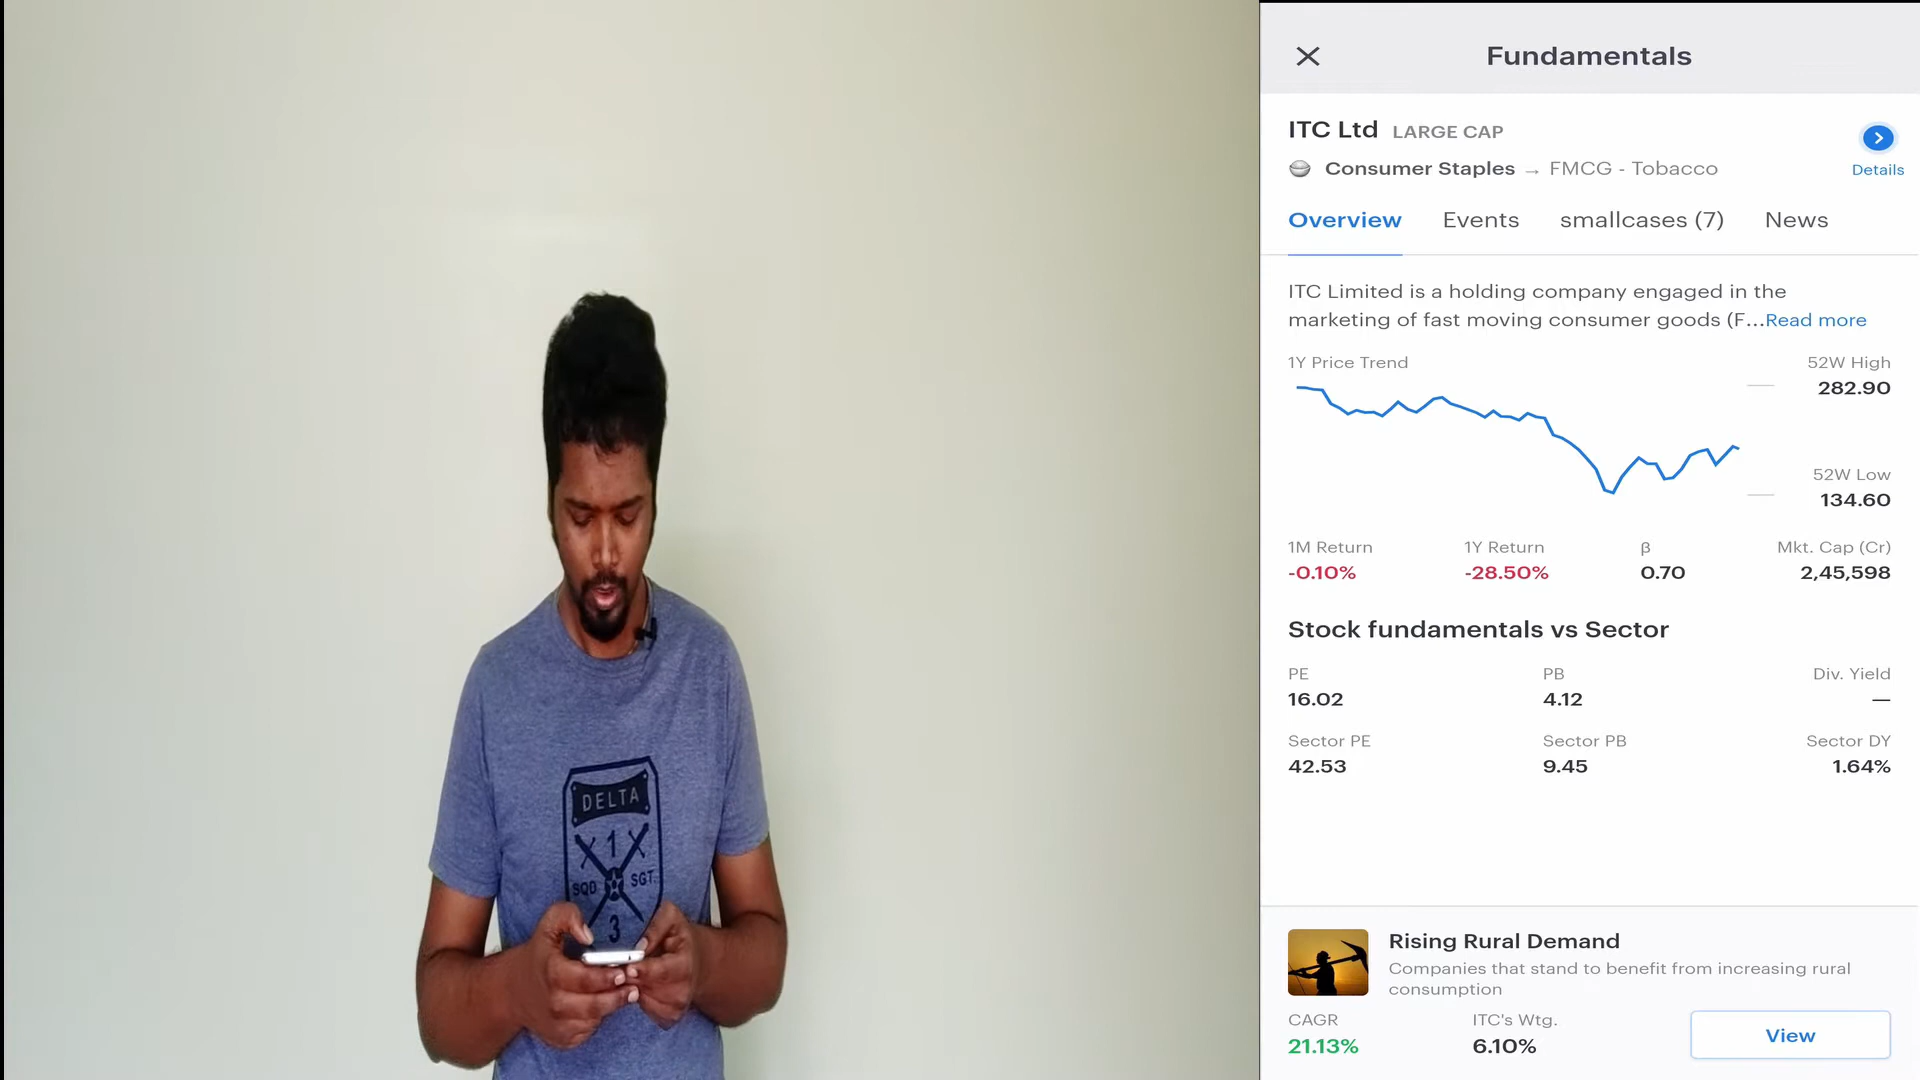 Fundamentals
ITC Ltd LARGE CAP
Consumer Staples → FMCG - Tobacco
Details
Overview Events smallcases (7) News
ITC Limited is a holding company engaged in the
marketing of fast moving consumer goods (F...Read more
1Y Price Trend 52W High
282.90
52W Low
134.60
1M Return 1Y Return β Mkt. Cap (Cr)
-0.10% -28.50% 0.70 2,45,598
Stock fundamentals vs Sector
PE PB Div. Yield
16.02 4.12 —
Sector PE Sector PB Sector DY
42.53 9.45 1.64%
Rising Rural Demand
Companies that stand to benefit from increasing rural
consumption
CAGR ITC's Wtg.
21.13% 6.10%
View
DELTA
1
SQD SGT.
3